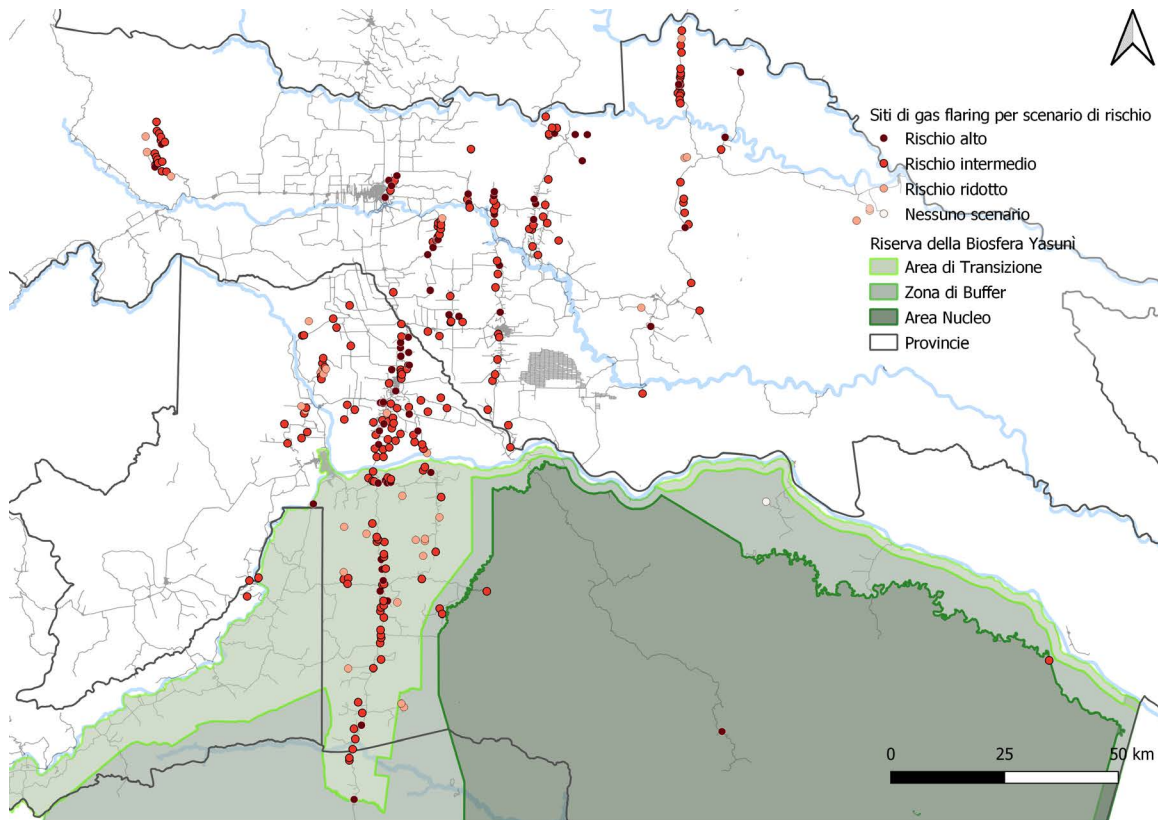 Siti di gas flaring per scenario di rischio
Rischio alto
Rischio intermedio
Rischio ridotto
Nessuno scenario
Riserva della Biosfera Yasunì
Area di Transizione
Zona di Buffer
Area Nucleo
Provincie
0 25 50 km